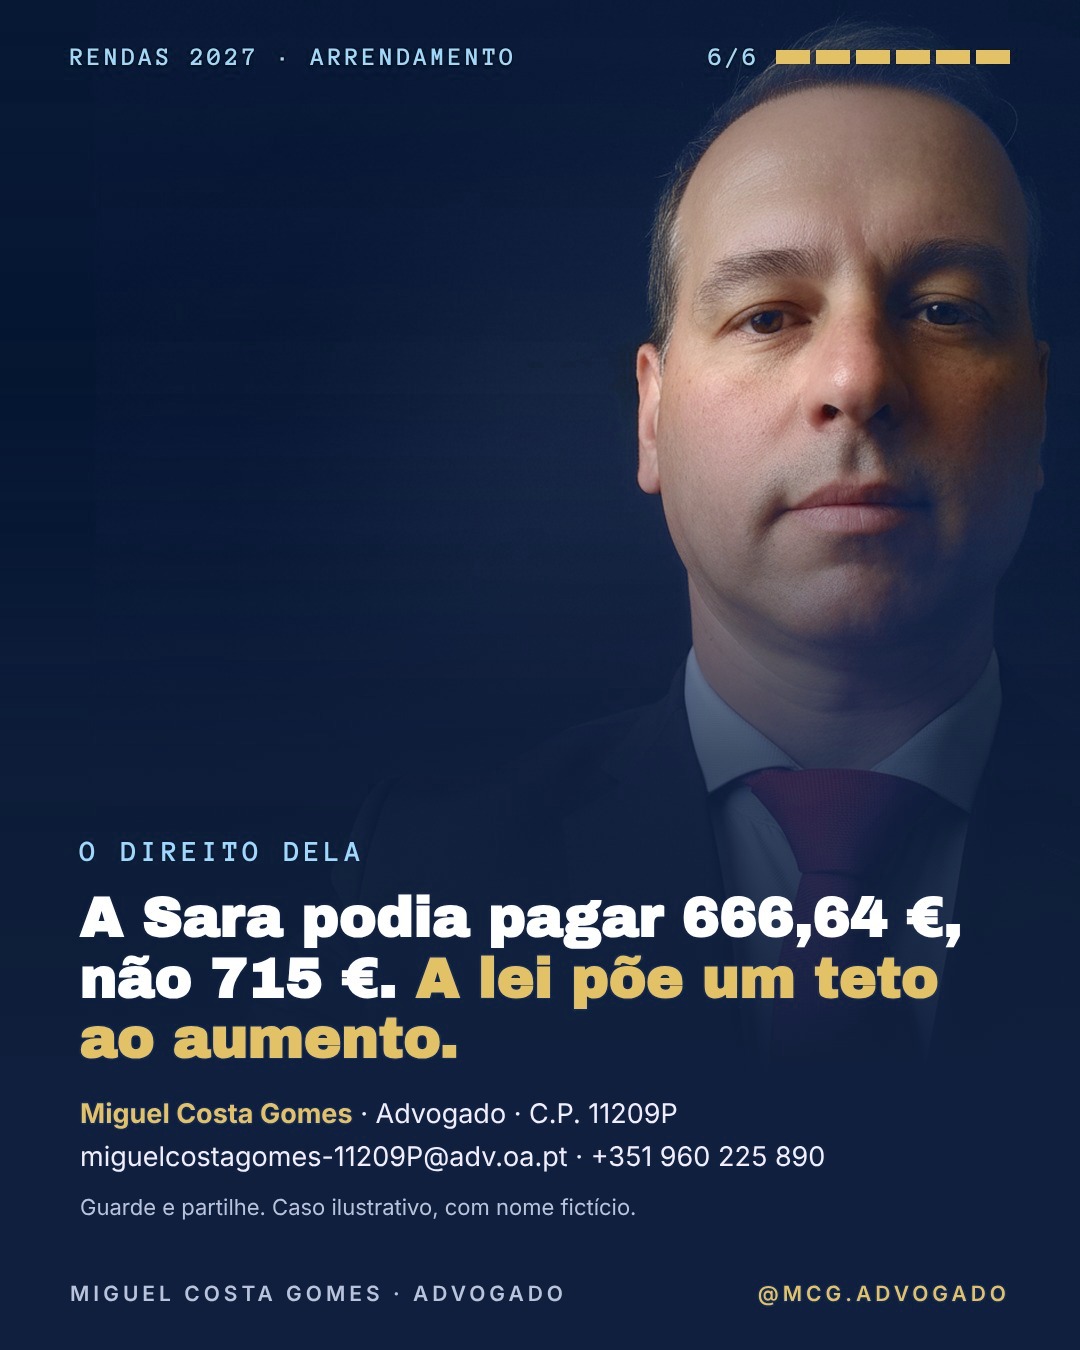 RENDAS 2027 · ARRENDAMENTO
6/6
O DIREITO DELA
A Sara podia pagar 666,64 €,
não 715 €. A lei põe um teto
ao aumento.
Miguel Costa Gomes · Advogado · C.P. 11209P
miguelcostagomes-11209P@adv.oa.pt · +351 960 225 890
Guarde e partilhe. Caso ilustrativo, com nome fictício.
MIGUEL COSTA GOMES · ADVOGADO
@MCG.ADVOGADO